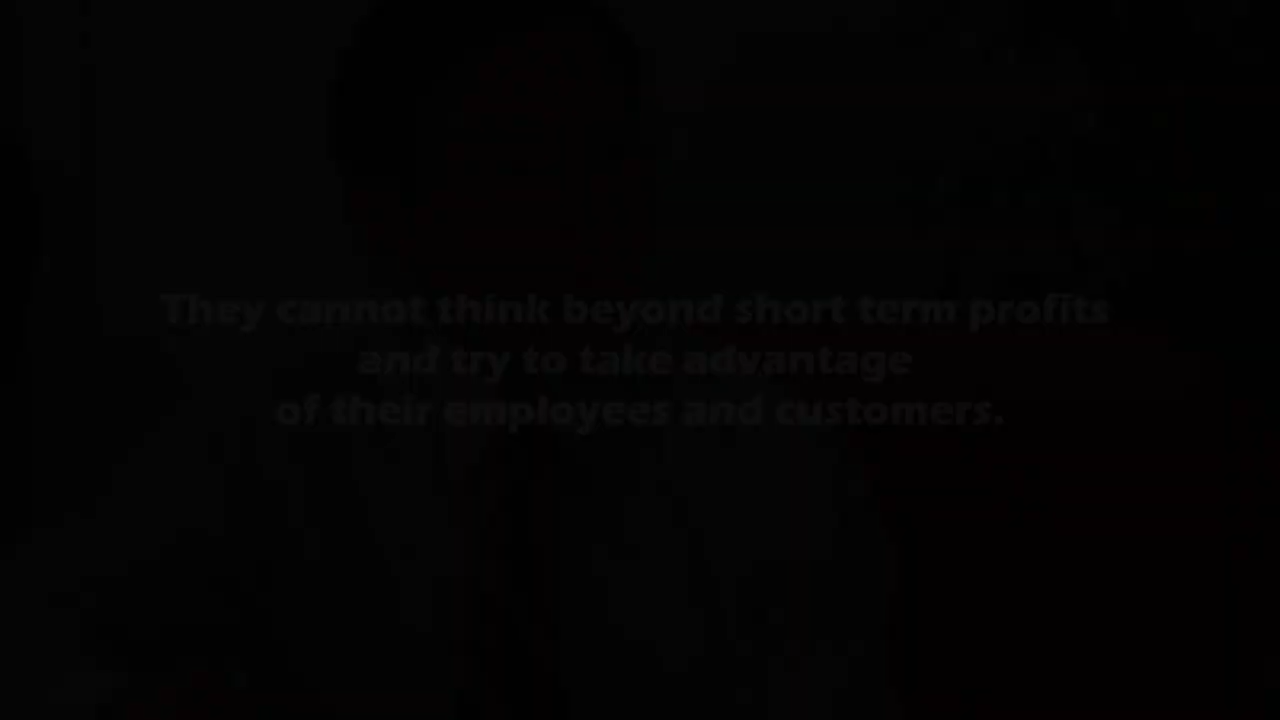 They cannot think beyond short term profits
and try to take advantage
of their employees and customers.